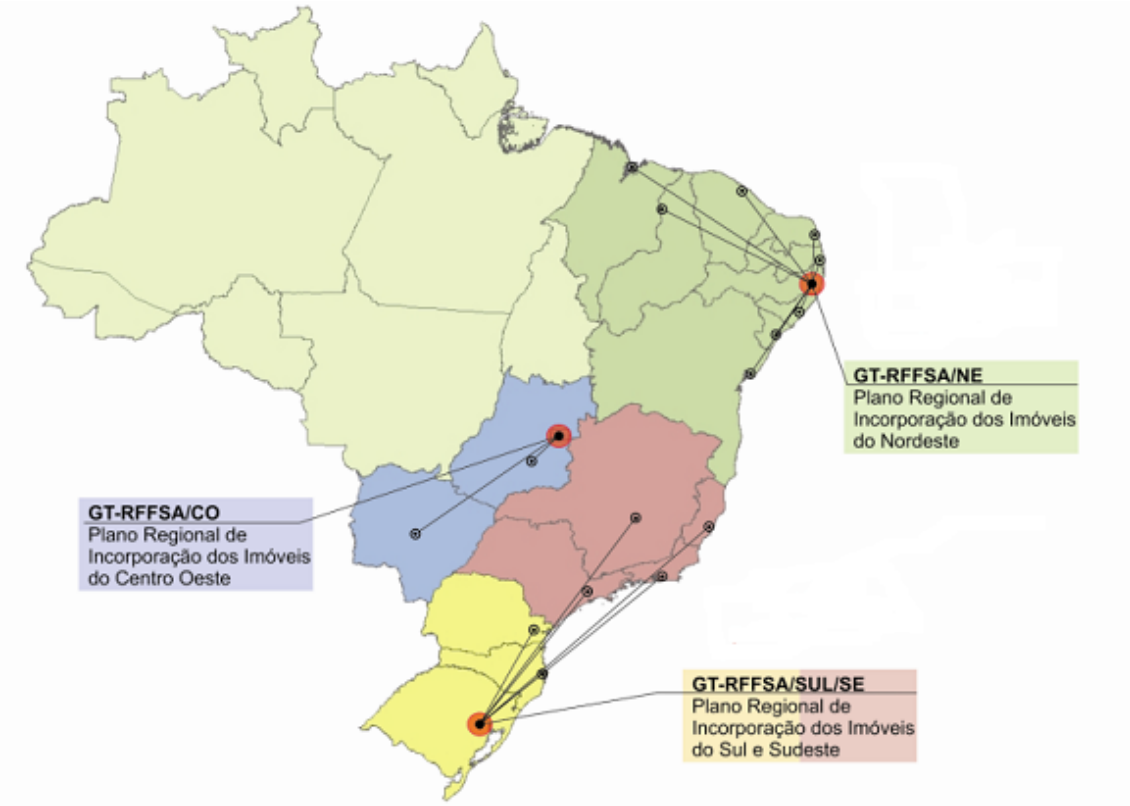 GT-RFFSA/NE
Plano Regional de
Incorporação dos Imóveis
do Nordeste
GT-RFFSA/CO
Plano Regional de
Incorporação dos Imóveis
do Centro Oeste
GT-RFFSA/SUL/SE
Plano Regional de
Incorporação dos Imóveis
do Sul e Sudeste